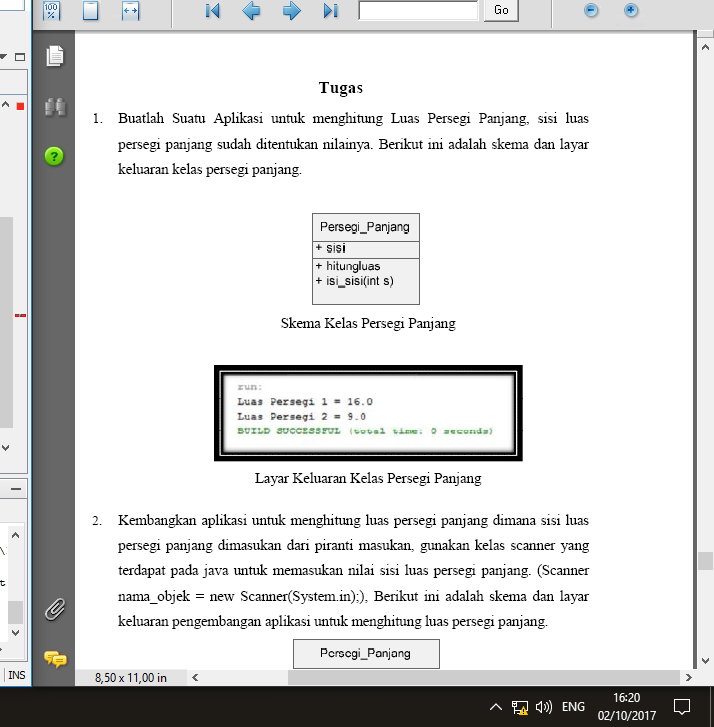 100
%
Go
Tugas
1. Buatlah Suatu Aplikasi untuk menghitung Luas Persegi Panjang, sisi luas
persegi panjang sudah ditentukan nilainya. Berikut ini adalah skema dan layar
keluaran kelas persegi panjang.
Persegi_Panjang
+ sisi
+ hitungluas
+ isi_sisi(int s)
Skema Kelas Persegi Panjang
run:
Luas Persegi 1 = 16.0
Luas Persegi 2 = 9.0
BUILD SUCCESSFUL (total time: 0 seconds)
Layar Keluaran Kelas Persegi Panjang
2. Kembangkan aplikasi untuk menghitung luas persegi panjang dimana sisi luas
persegi panjang dimasukan dari piranti masukan, gunakan kelas scanner yang
terdapat pada java untuk memasukan nilai sisi luas persegi panjang. (Scanner
nama_objek = new Scanner(System.in);), Berikut ini adalah skema dan layar
keluaran pengembangan aplikasi untuk menghitung luas persegi panjang.
Persegi_Panjang
8,50 x 11,00 in
INS
ENG
16:20
02/10/2017